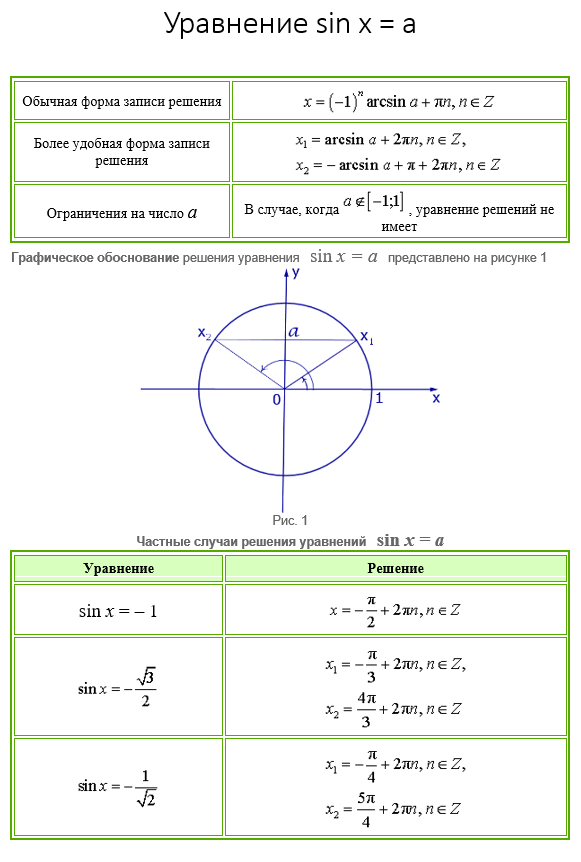 Уравнение sin x = a
Обычная форма записи решения
x = (−1)ⁿ arcsin a + πn, n ∈ Z
Более удобная форма записи
решения
x₁ = arcsin a + 2πn, n ∈ Z,
x₂ = − arcsin a + π + 2πn, n ∈ Z
Ограничения на число a
В случае, когда a ∉ [−1;1] , уравнение решений не
имеет
Графическое обоснование решения уравнения sin x = a представлено на рисунке 1
y
x₂ a x₁
0 1 x
Рис. 1
Частные случаи решения уравнений sin x = a
Уравнение Решение
sin x = – 1
x = −π/2 + 2πn, n ∈ Z
sin x = −√3/2
x₁ = −π/3 + 2πn, n ∈ Z,
x₂ = 4π/3 + 2πn, n ∈ Z
sin x = −1/√2
x₁ = −π/4 + 2πn, n ∈ Z,
x₂ = 5π/4 + 2πn, n ∈ Z